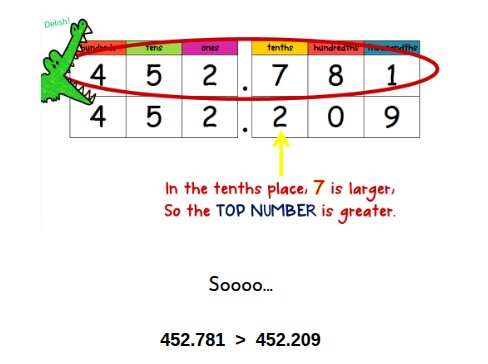 Delish!
hundreds tens ones tenths hundredths thousandths
4 5 2 . 7 8 1
4 5 2 . 2 0 9
In the tenths place, 7 is larger,
So the TOP NUMBER is greater.
Soooo...
452.781 > 452.209